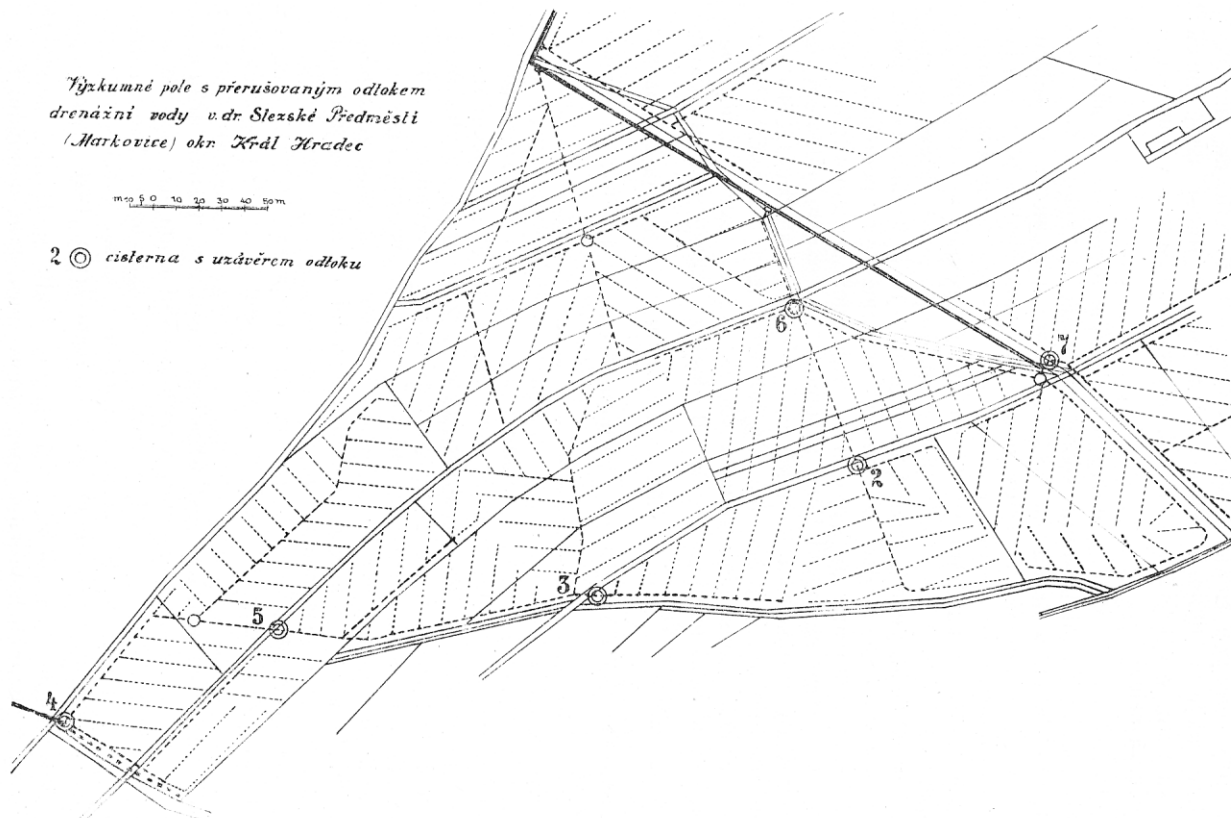 Výzkumné pole s přerušovaným odtokem
drenážní vody v dr. Slezské Předměstí
(Markovice) okr. Král Hradec
m 10 5 0 10 20 30 40 50 m
2 cisterna s uzávěrem odtoku
6
7
2
3
5
4